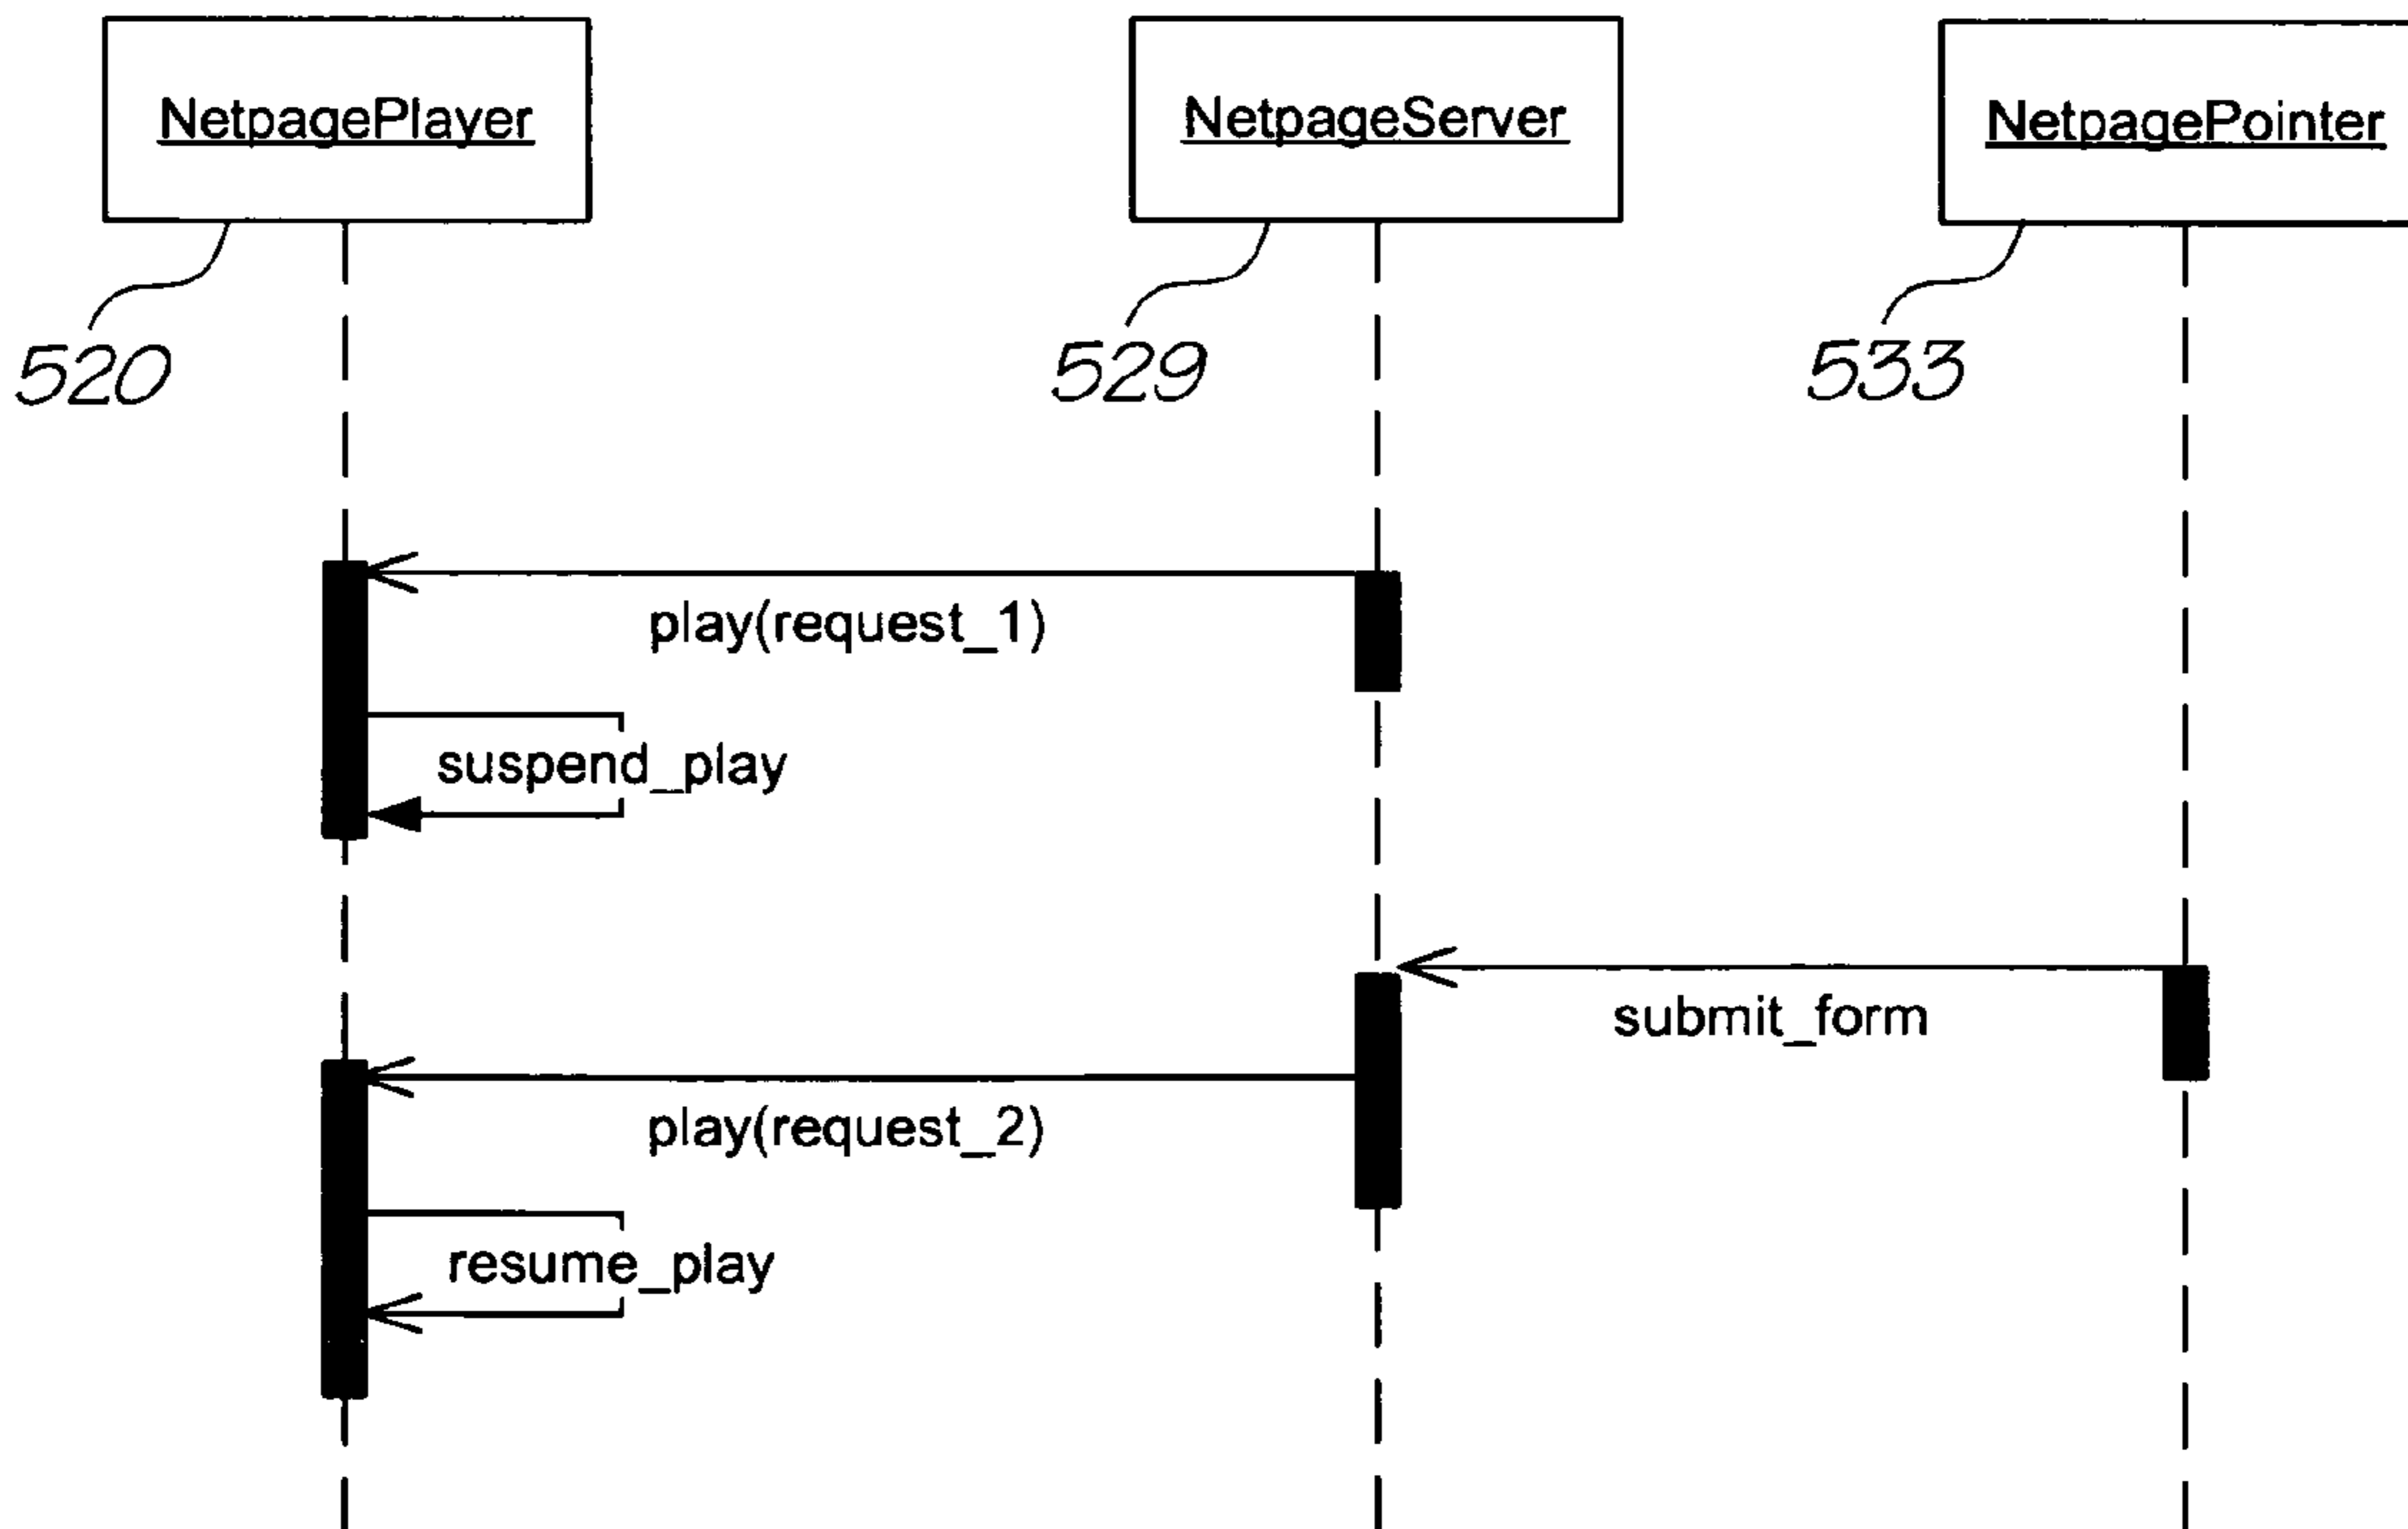 NetpagePlayer
NetpageServer
NetpagePointer
520
529
533
play(request_1)
suspend_play
submit_form
play(request_2)
resume_play